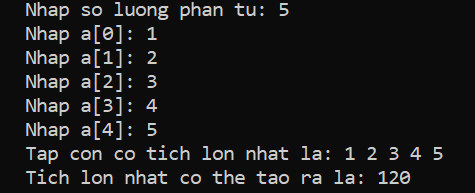 Nhap so luong phan tu: 5
Nhap a[0]: 1
Nhap a[1]: 2
Nhap a[2]: 3
Nhap a[3]: 4
Nhap a[4]: 5
Tap con co tich lon nhat la: 1 2 3 4 5
Tich lon nhat co the tao ra la: 120